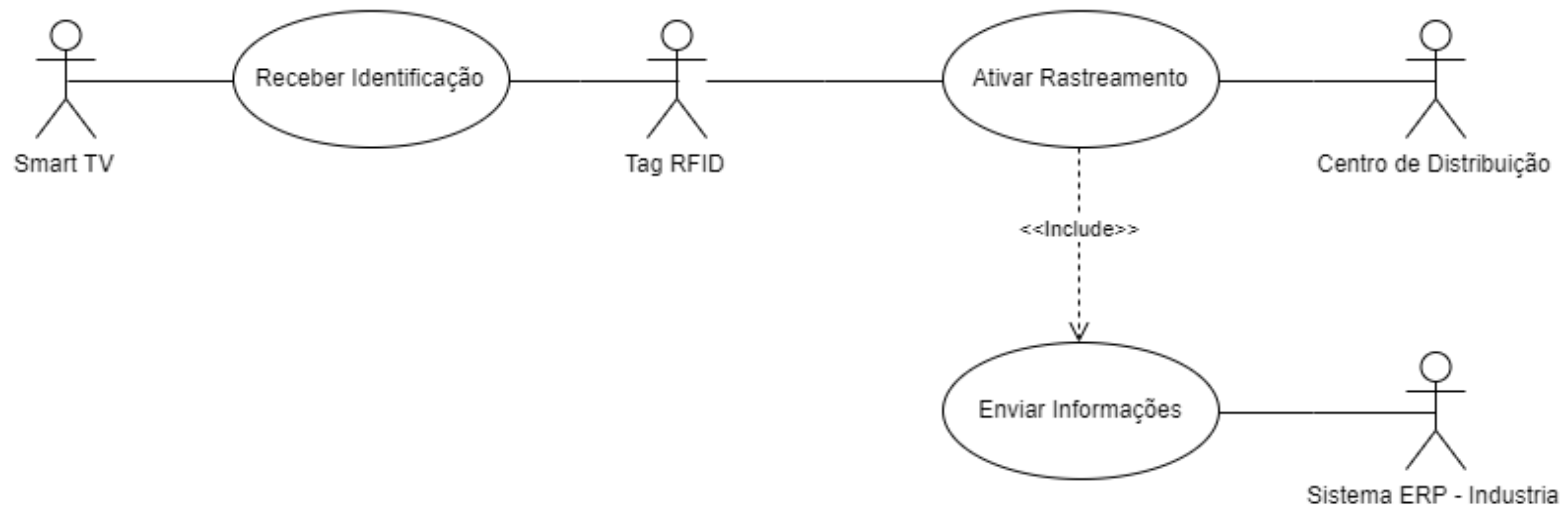 Receber Identificação
Ativar Rastreamento
Smart TV
Tag RFID
Centro de Distribuição
<<Include>>
Enviar Informações
Sistema ERP - Industria